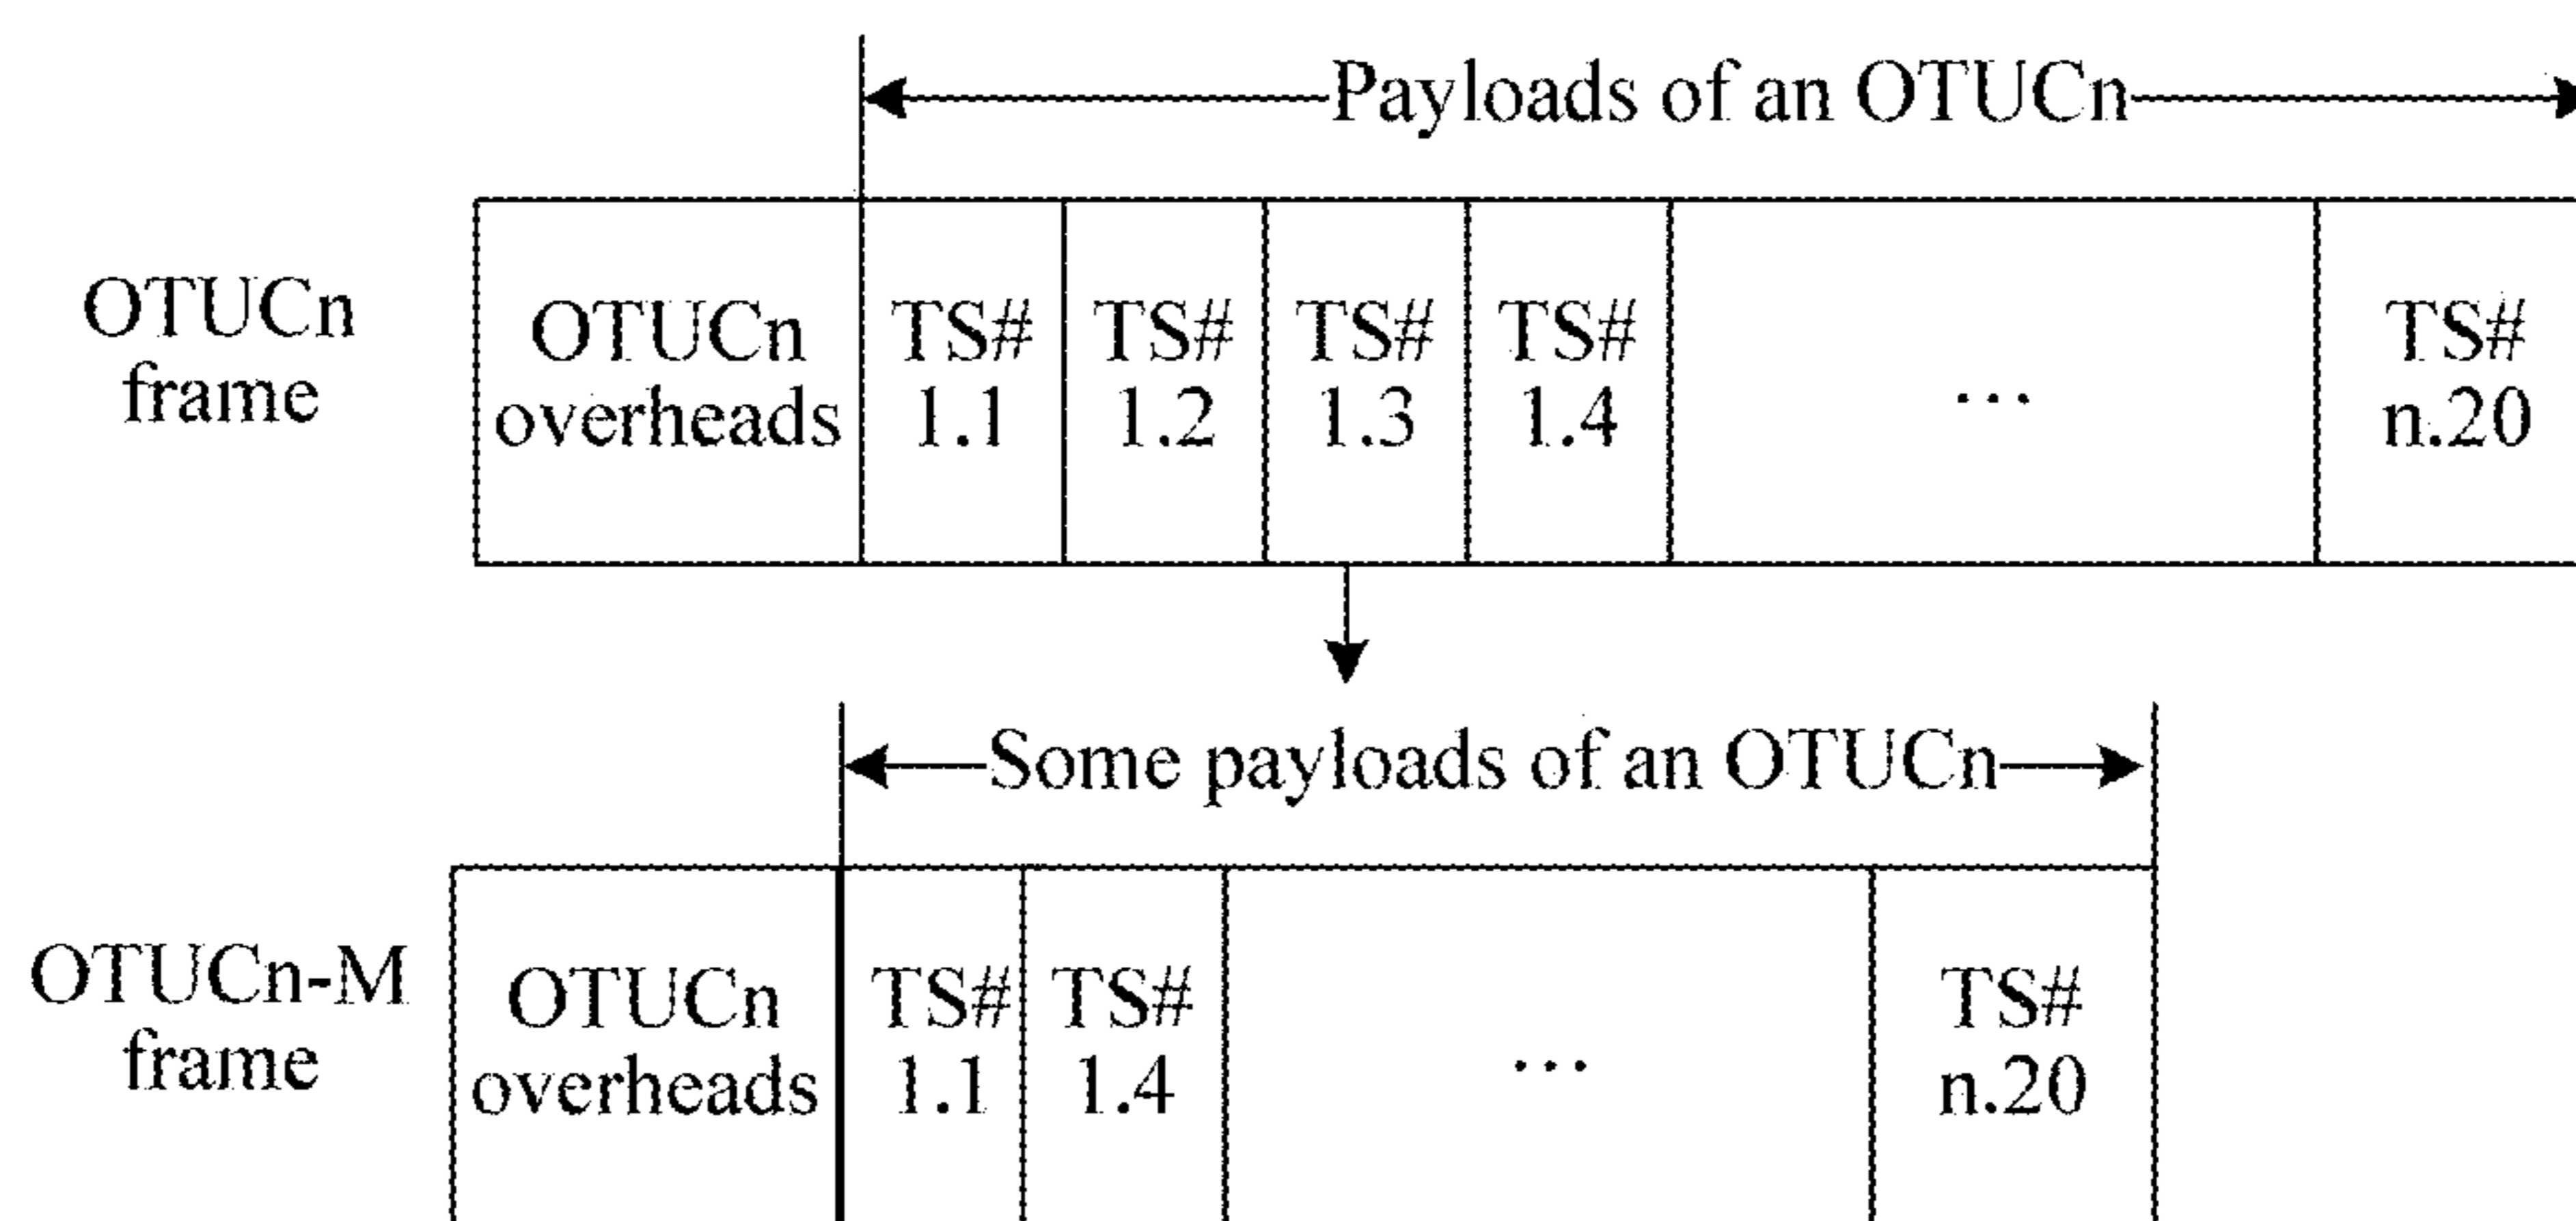 Payloads of an OTUCn
OTUCn
frame
OTUCn
overheads
TS#
1.1
TS#
1.2
TS#
1.3
TS#
1.4
...
TS#
n.20
Some payloads of an OTUCn
OTUCn-M
frame
OTUCn
overheads
TS#
1.1
TS#
1.4
...
TS#
n.20